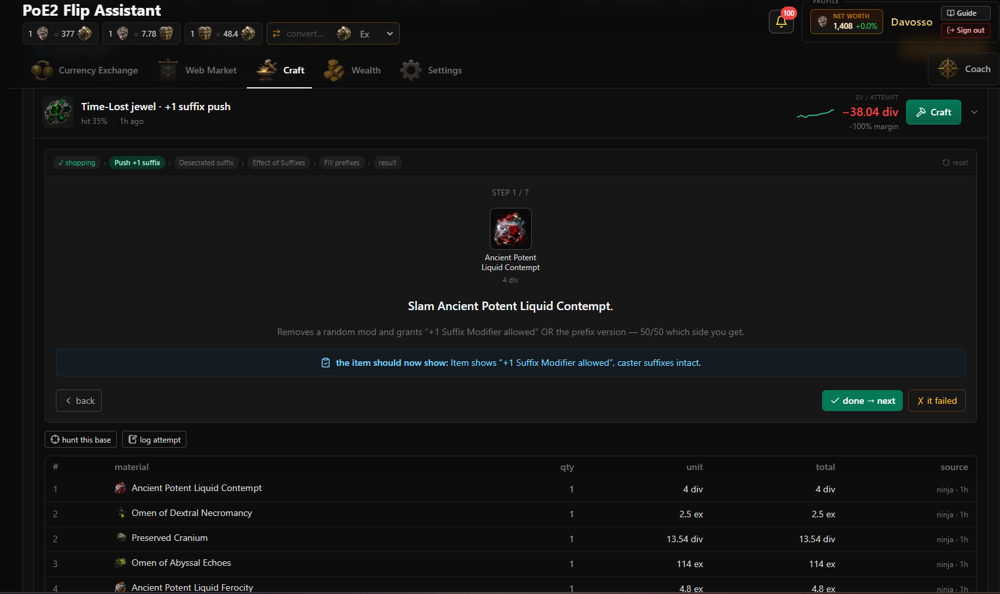 PoE2 Flip Assistant
1 = 377
1 = 7.78
1 = 48.4
convert... Ex
100
PROFILE
NET WORTH
1,408 +0.0%
Davosso
Guide
Sign out
Currency Exchange
Web Market
Craft
Wealth
Settings
Coach
Time-Lost jewel · +1 suffix push
hit 35% · 1h ago
EV / ATTEMPT
−38.04 div
-100% margin
Craft
✓ shopping › Push +1 suffix › Desecrated suffix › Effect of Suffixes › Fill prefixes › result
reset
STEP 1 / 7
Ancient Potent
Liquid Contempt
4 div
Slam Ancient Potent Liquid Contempt.
Removes a random mod and grants “+1 Suffix Modifier allowed” OR the prefix version — 50/50 which side you get.
the item should now show: Item shows “+1 Suffix Modifier allowed”, caster suffixes intact.
back
✓ done → next
✗ it failed
hunt this base
log attempt
# material qty unit total source
1 Ancient Potent Liquid Contempt 1 4 div 4 div ninja · 1h
2 Omen of Dextral Necromancy 1 2.5 ex 2.5 ex ninja · 1h
2 Preserved Cranium 1 13.54 div 13.54 div ninja · 1h
3 Omen of Abyssal Echoes 1 114 ex 114 ex ninja · 1h
4 Ancient Potent Liquid Ferocity 1 4.8 ex 4.8 ex ninja · 1h